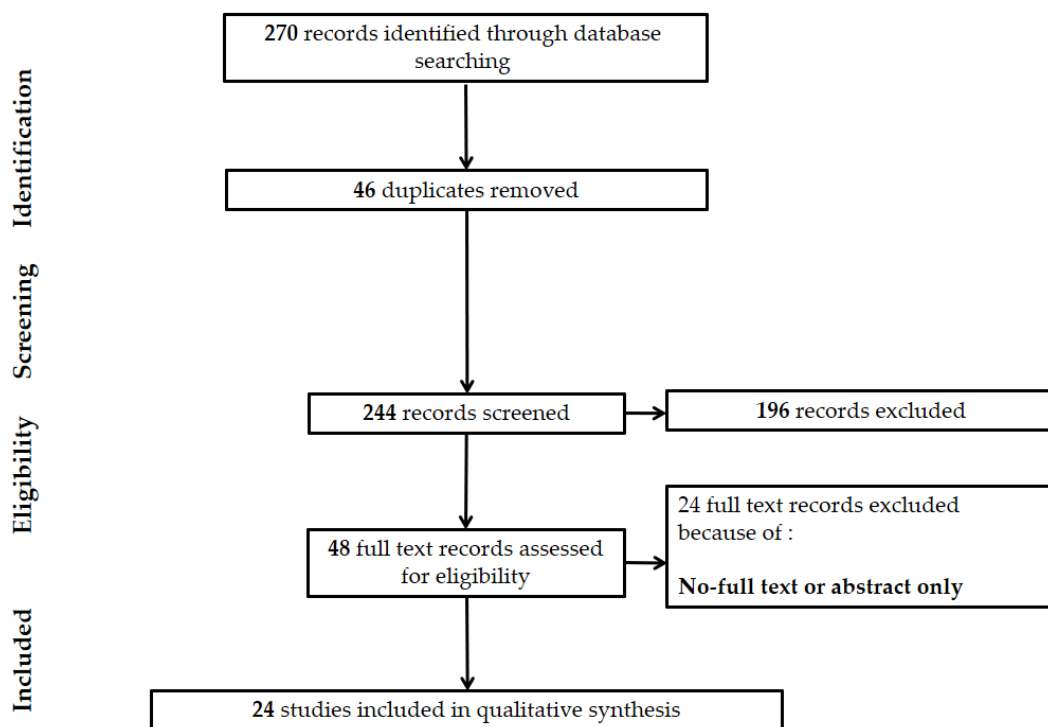 270 records identified through database
searching
Identification
46 duplicates removed
Screening
244 records screened
196 records excluded
Eligibility
48 full text records assessed
for eligibility
24 full text records excluded
because of :
No-full text or abstract only
Included
24 studies included in qualitative synthesis